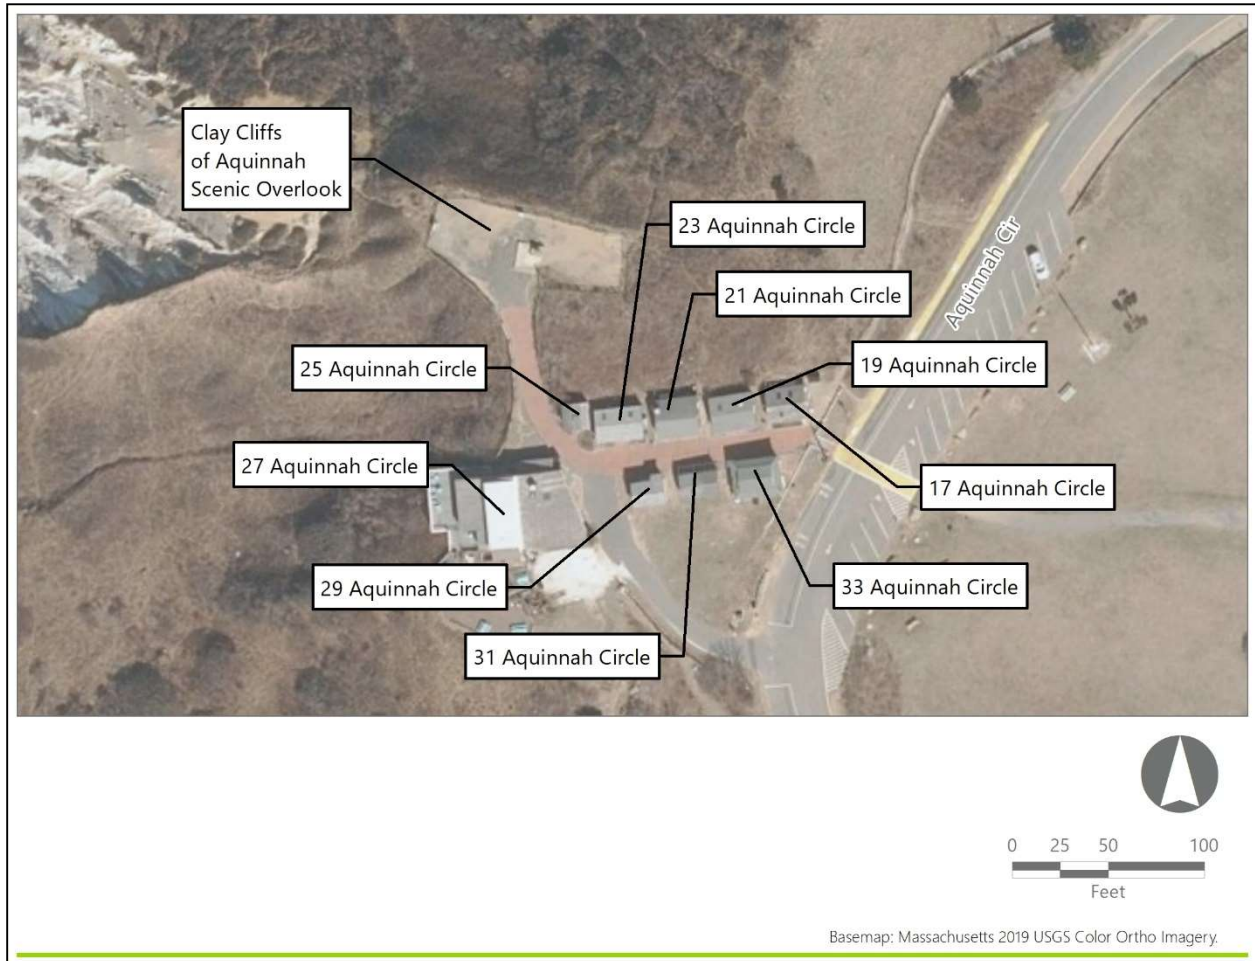 Clay Cliffs
of Aquinnah
Scenic Overlook
23 Aquinnah Circle
21 Aquinnah Circle
Aquinnah Cir
25 Aquinnah Circle
19 Aquinnah Circle
27 Aquinnah Circle
17 Aquinnah Circle
29 Aquinnah Circle
33 Aquinnah Circle
31 Aquinnah Circle
0 25 50 100
Feet
Basemap: Massachusetts 2019 USGS Color Ortho Imagery.